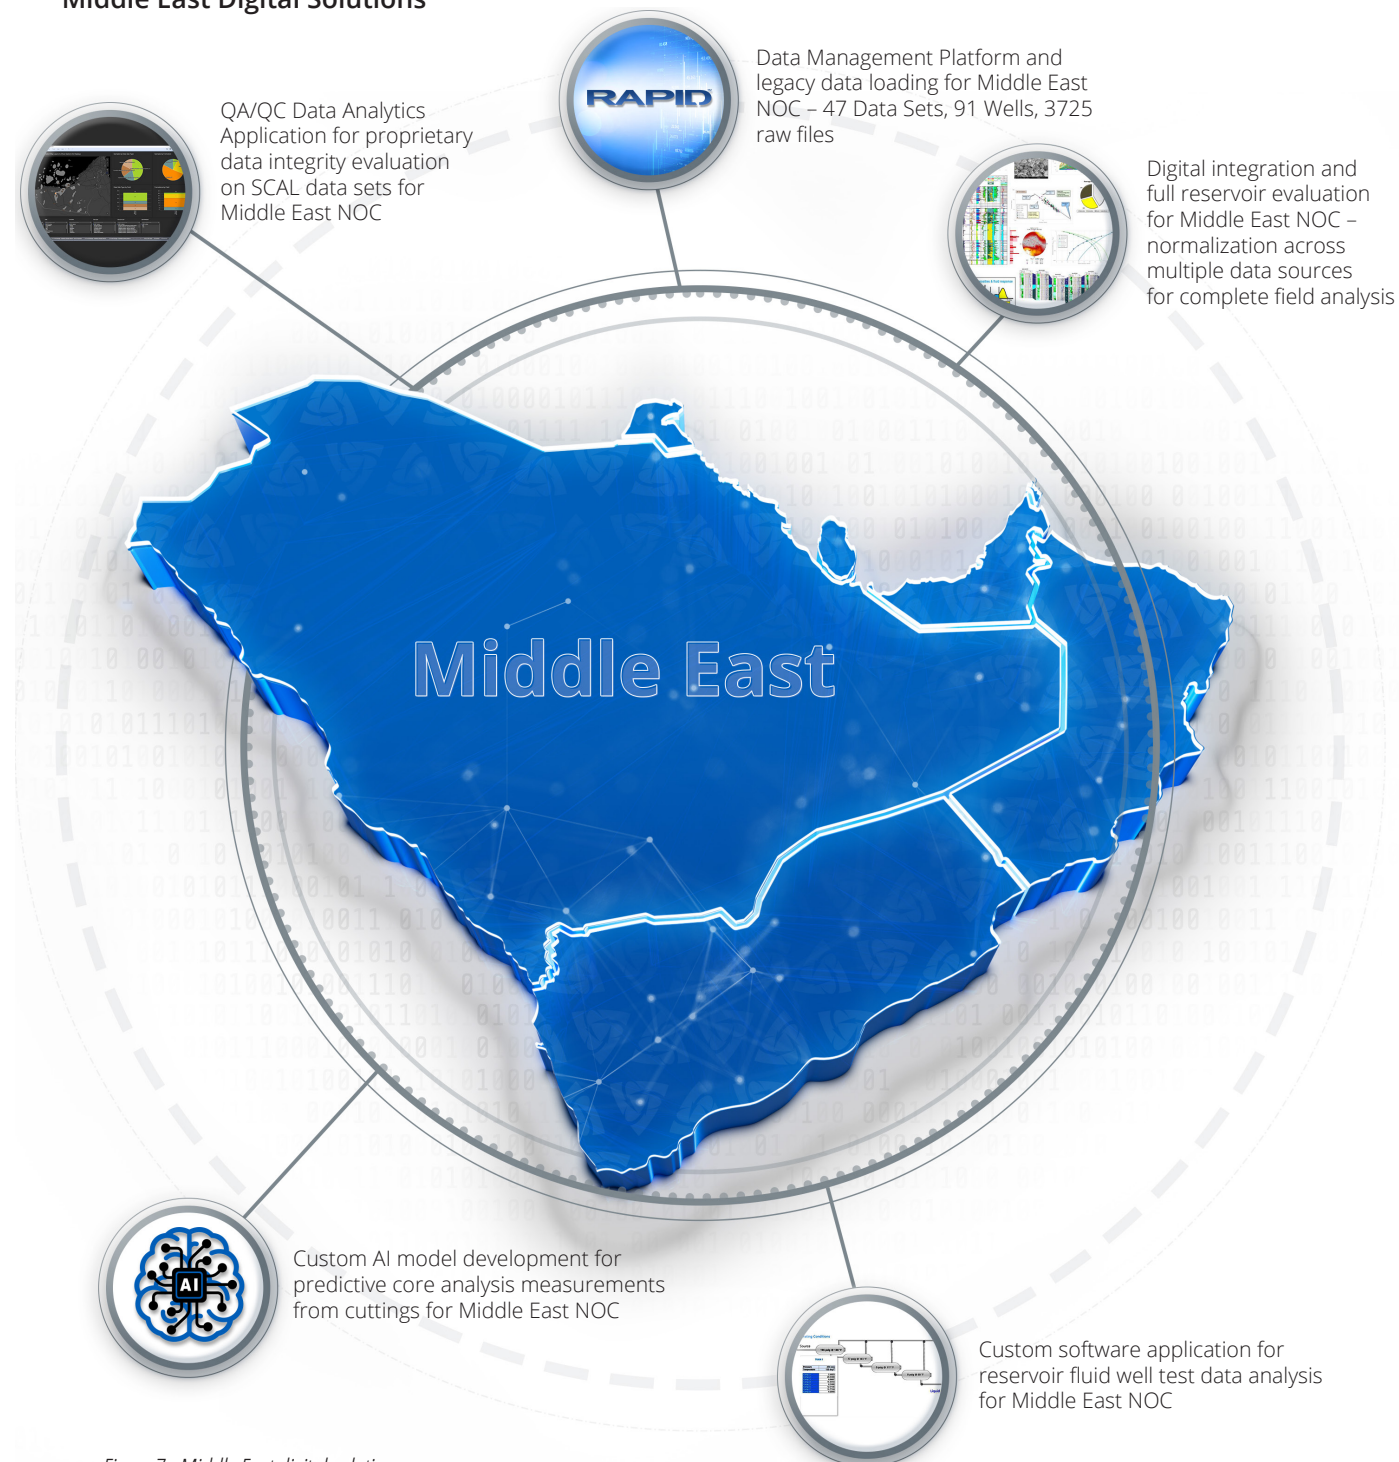 Middle East Digital Solutions
RAPID
Data Management Platform and
legacy data loading for Middle East
NOC – 47 Data Sets, 91 Wells, 3725
raw files
QA/QC Data Analytics
Application for proprietary
data integrity evaluation
on SCAL data sets for
Middle East NOC
Digital integration and
full reservoir evaluation
for Middle East NOC –
normalization across
multiple data sources
for complete field analysis
Middle East
AI
Custom AI model development for
predictive core analysis measurements
from cuttings for Middle East NOC
Custom software application for
reservoir fluid well test data analysis
for Middle East NOC